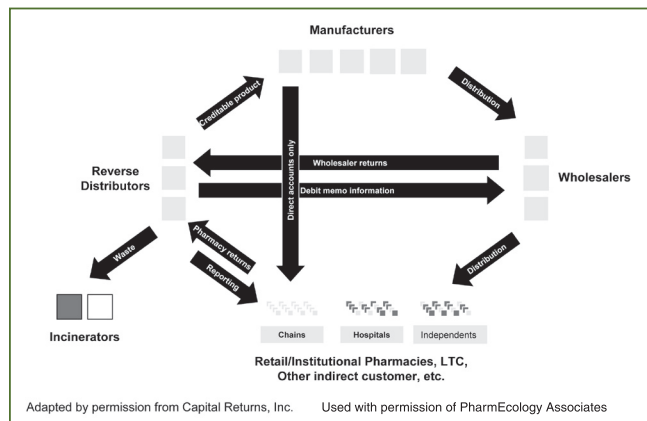 Manufacturers
Creditable product
Distribution
Direct accounts only
Wholesaler returns
Reverse
Distributors
Debit memo information
Wholesalers
Waste
Pharmacy returns
Reporting
Distribution
Incinerators
Chains
Hospitals
Independents
Retail/Institutional Pharmacies, LTC,
Other indirect customer, etc.
Adapted by permission from Capital Returns, Inc.
Used with permission of PharmEcology Associates